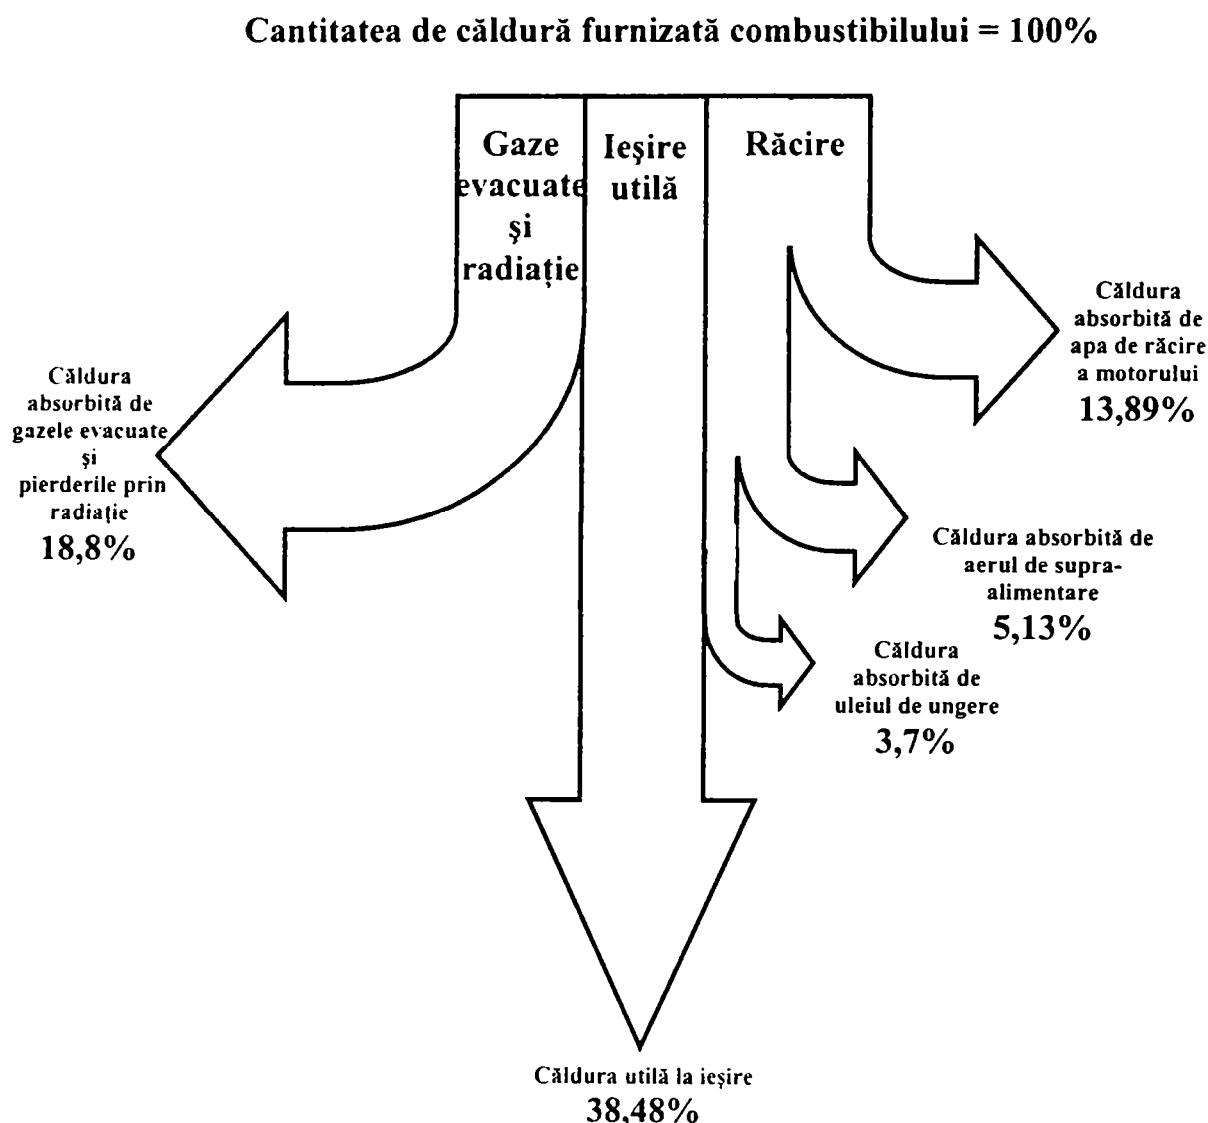 Cantitatea de căldură furnizată combustibilului = 100%
Gaze
evacuate
şi
radiaţie
Ieşire
utilă
Răcire
Căldura
absorbită de
apa de răcire
a motorului
13,89%
Căldura
absorbită de
gazele evacuate
şi
pierderile prin
radiaţie
18,8%
Căldura absorbită de
aerul de supra-
alimentare
5,13%
Căldura
absorbită de
uleiul de ungere
3,7%
Căldura utilă la ieşire
38,48%